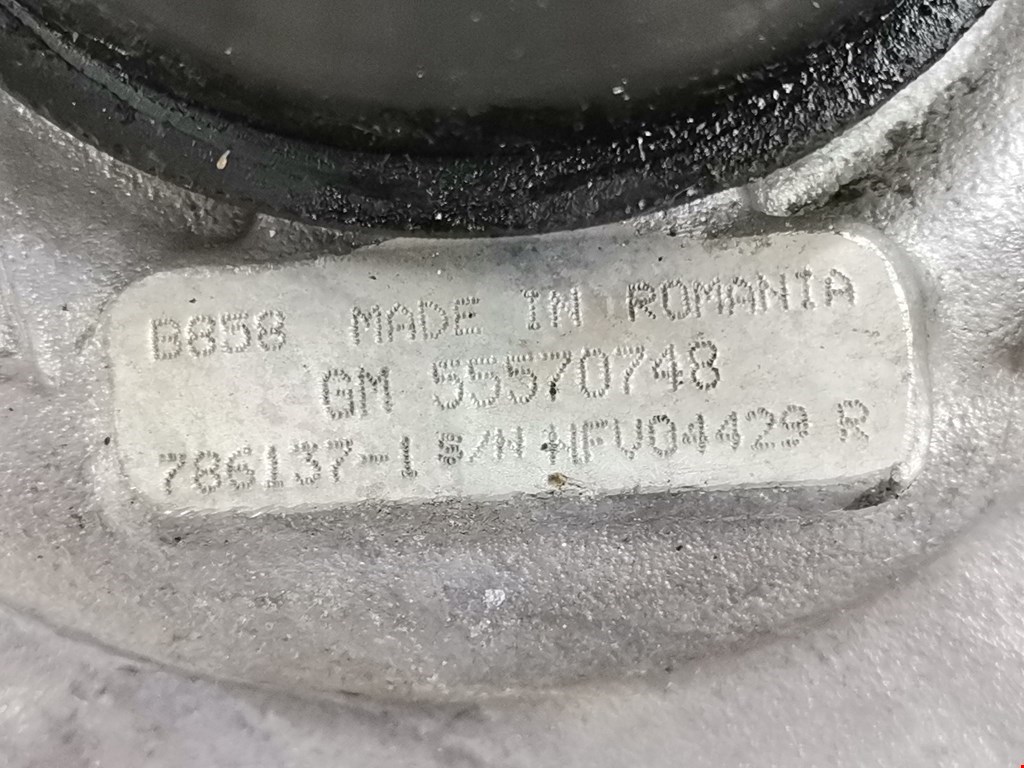 B858 MADE IN ROMANIA
GM 55570748
786137-1 S/N HFU04429 R